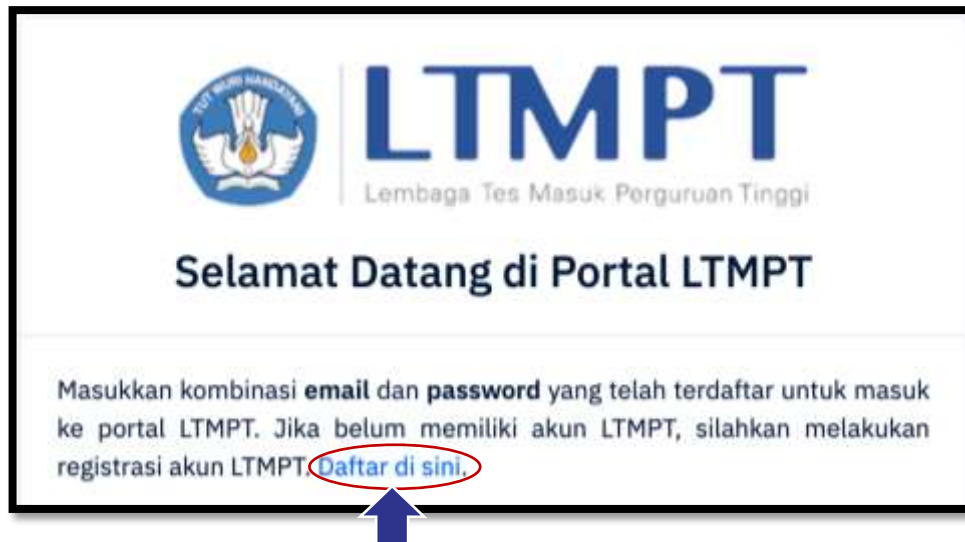 TUT WURI HANDAYANI
LTMPT
Lembaga Tes Masuk Perguruan Tinggi
Selamat Datang di Portal LTMPT
Masukkan kombinasi email dan password yang telah terdaftar untuk masuk
ke portal LTMPT. Jika belum memiliki akun LTMPT, silahkan melakukan
registrasi akun LTMPT. Daftar di sini.